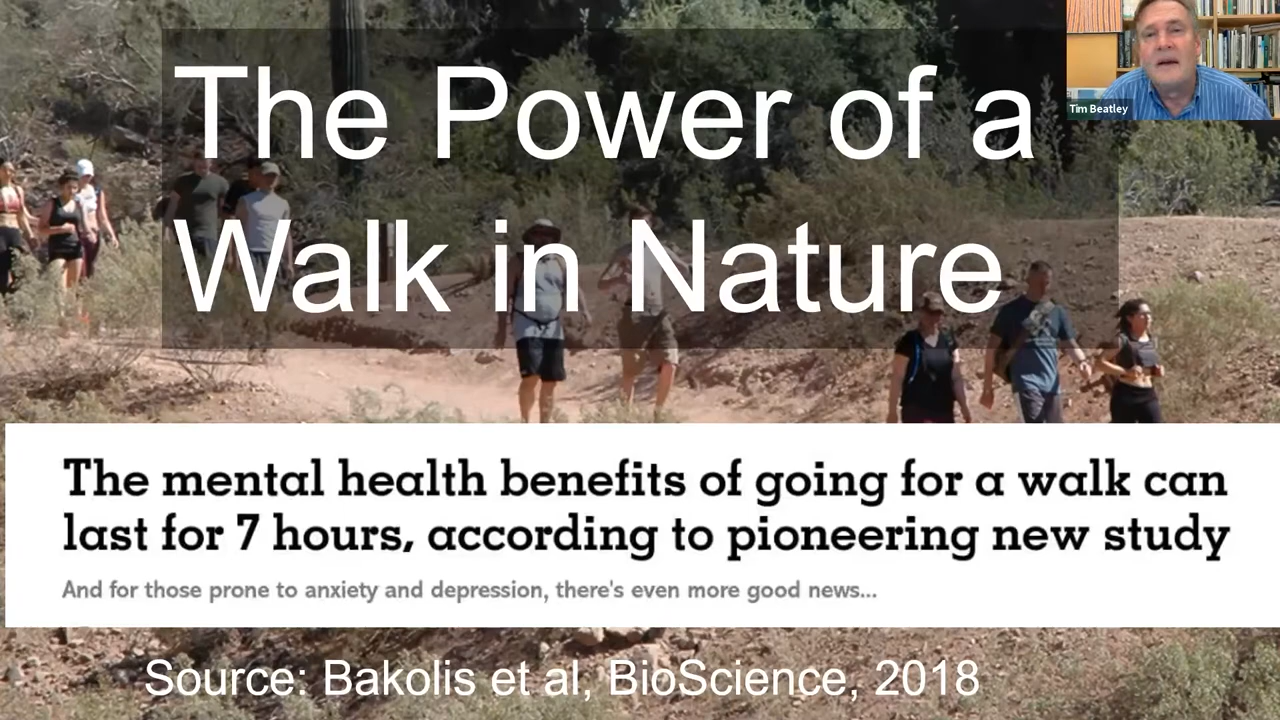 The Power of a
Walk in Nature
Tim Beatley
The mental health benefits of going for a walk can
last for 7 hours, according to pioneering new study
And for those prone to anxiety and depression, there's even more good news...
Source: Bakolis et al, BioScience, 2018